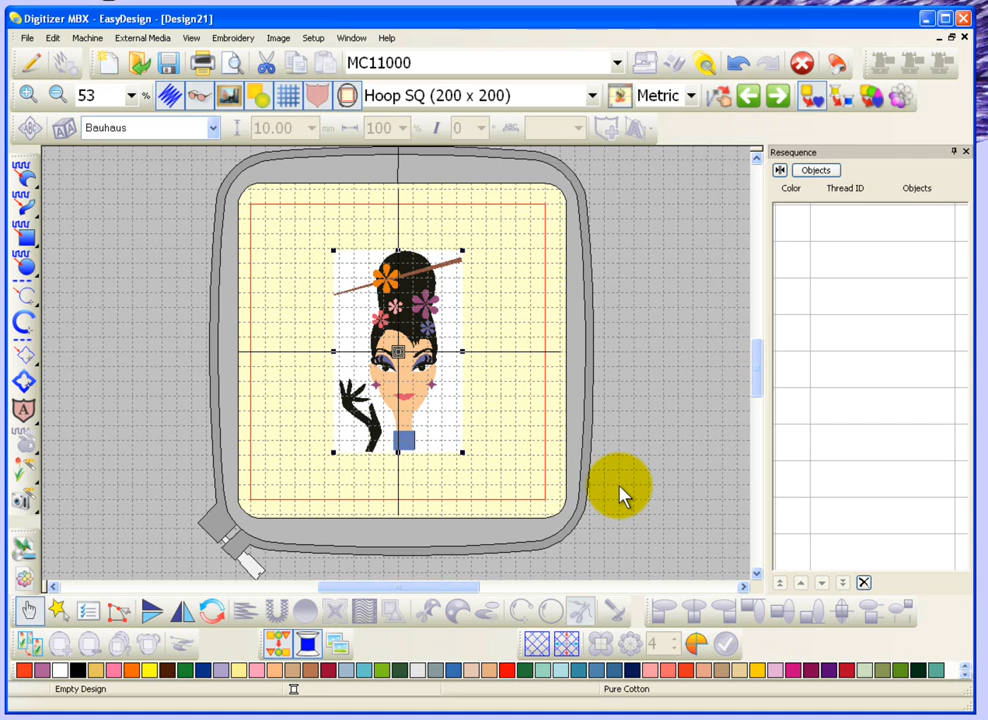 Digitizer MBX - EasyDesign - [Design21]
File Edit Machine External Media View Embroidery Image Setup Window Help
MC11000
53 % Hoop SQ (200 x 200) Metric
Bauhaus 10.00 100 0 ABC
Resequence
Objects
Color Thread ID Objects
A
4
Empty Design Pure Cotton